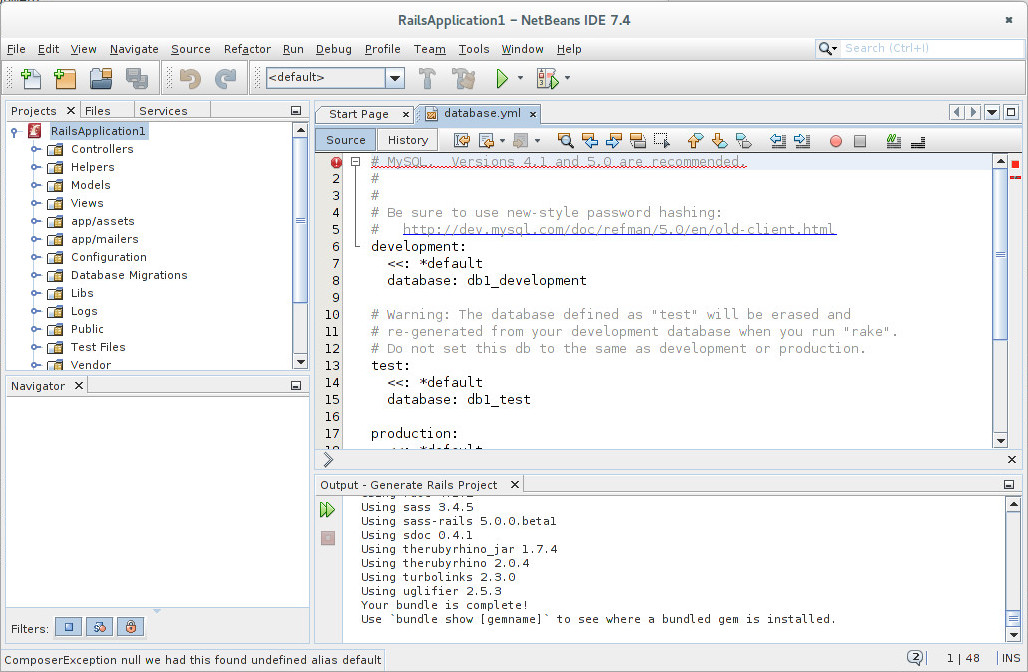 RailsApplication1 – NetBeans IDE 7.4
File Edit View Navigate Source Refactor Run Debug Profile Team Tools Window Help
Search (Ctrl+I)
<default>
Projects Files Services
RailsApplication1
Controllers
Helpers
Models
Views
app/assets
app/mailers
Configuration
Database Migrations
Libs
Logs
Public
Test Files
Vendor
Navigator
Filters:
Start Page database.yml
Source History
# MySQL. Versions 4.1 and 5.0 are recommended.
2 #
3 #
4 # Be sure to use new-style password hashing:
5 # http://dev.mysql.com/doc/refman/5.0/en/old-client.html
6 development:
7 <<: *default
8 database: db1_development
9
10 # Warning: The database defined as "test" will be erased and
11 # re-generated from your development database when you run "rake".
12 # Do not set this db to the same as development or production.
13 test:
14 <<: *default
15 database: db1_test
16
17 production:
18 <<: *default
Output - Generate Rails Project
Using sass 3.4.5
Using sass-rails 5.0.0.beta1
Using sdoc 0.4.1
Using therubyrhino_jar 1.7.4
Using therubyrhino 2.0.4
Using turbolinks 2.3.0
Using uglifier 2.5.3
Your bundle is complete!
Use `bundle show [gemname]` to see where a bundled gem is installed.
ComposerException null we had this found undefined alias default
2 1 | 48 INS